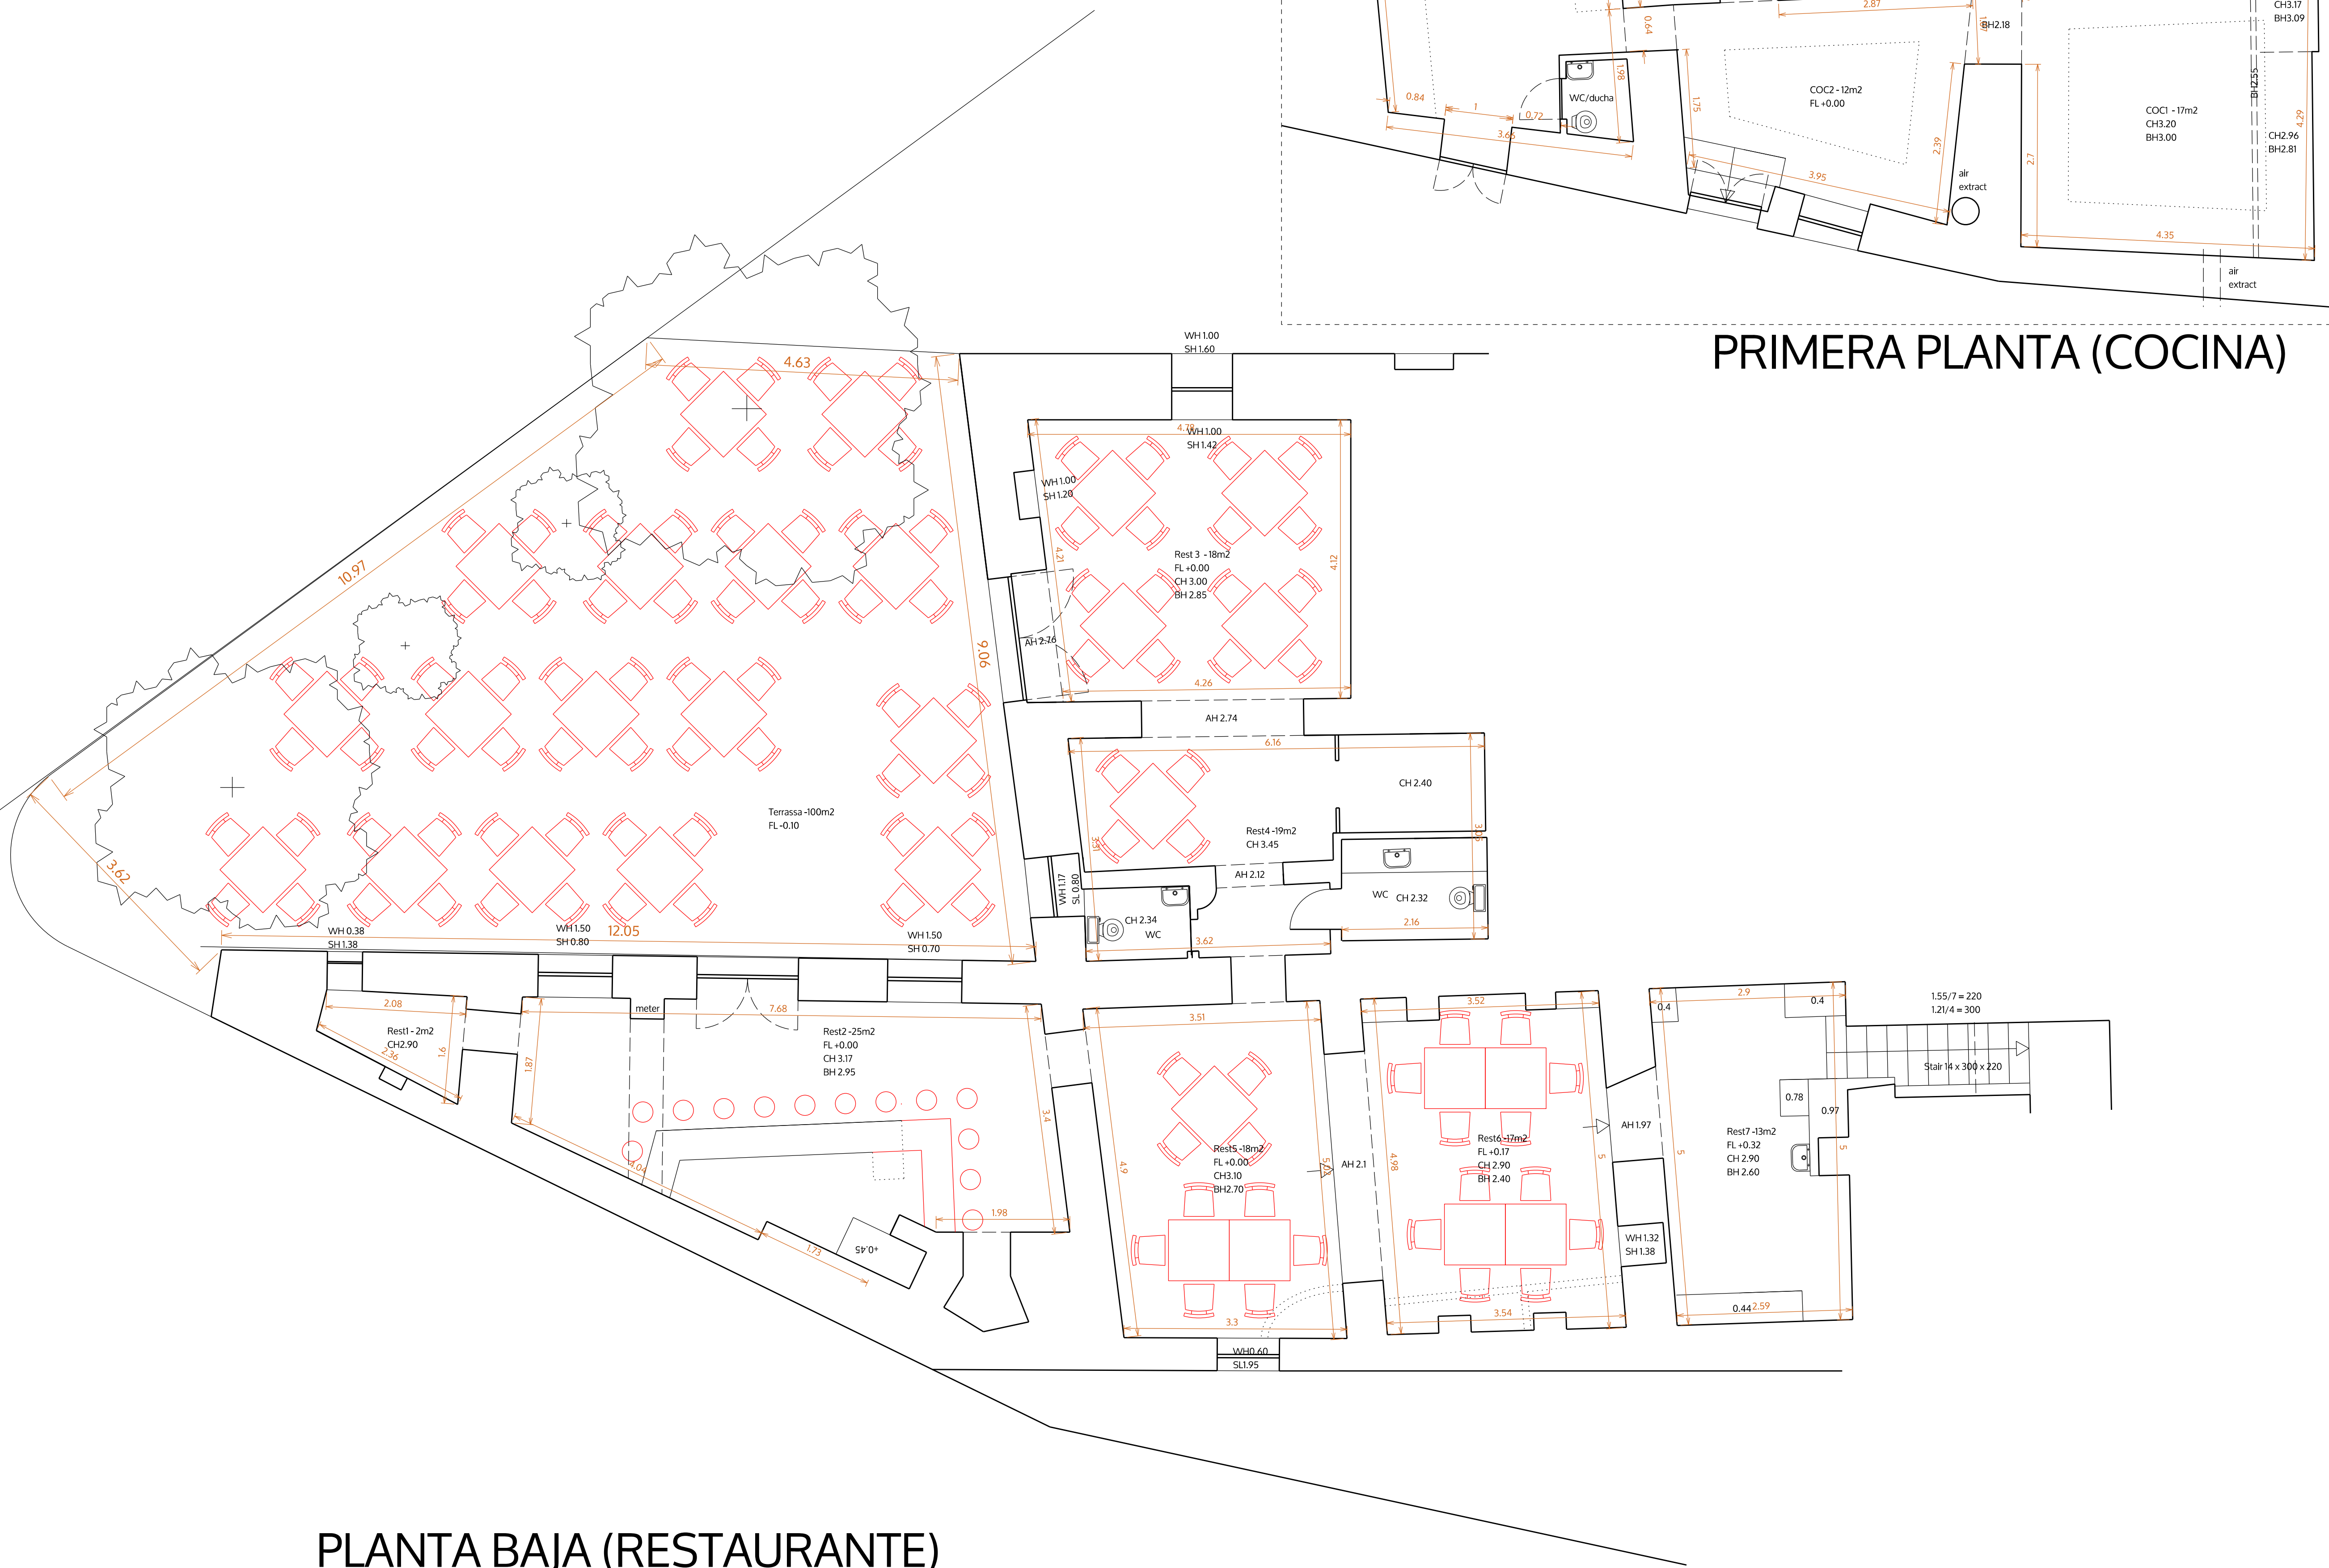 2.87
CH3.17
BH3.09
0.64
BH2.18
1.98
WC/ducha
COC2 - 12m2
FL +0.00
BH2.55
0.84
1
0.72
3.65
1.75
COC1 - 17m2
CH3.20
BH3.00
4.29
CH2.96
BH2.81
2.39
2.7
3.95
air
extract
4.35
air
extract
PRIMERA PLANTA (COCINA)
WH 1.00
SH 1.60
4.63
4.78
WH 1.00
SH 1.42
WH 1.00
SH 1.20
10.97
4.21
4.12
Rest 3 - 18m2
FL +0.00
CH 3.00
BH 2.85
AH 2.76
9.06
4.26
AH 2.74
6.16
CH 2.40
Terrassa -100m2
FL -0.10
Rest4 -19m2
CH 3.45
3.62
AH 2.12
WH 1.17
SL 0.80
WC
CH 2.32
CH 2.34
WC
2.16
3.62
WH 0.38
SH 1.38
WH 1.50
SH 0.80
12.05
WH 1.50
SH 0.70
2.08
meter
7.68
3.51
3.52
0.4
2.9
0.4
1.55/7 = 220
1.21/4 = 300
Rest1 - 2m2
CH2.90
2.36
1.6
1.87
Rest2 -25m2
FL +0.00
CH 3.17
BH 2.95
3.4
Stair 14 x 300 x 220
0.78
0.97
AH 1.97
Rest5 -18m2
FL +0.00
CH3.10
BH2.70
4.9
AH 2.1
4.98
Rest6 -17m2
FL +0.17
CH 2.90
BH 2.40
5
5
Rest7 -13m2
FL +0.32
CH 2.90
BH 2.60
5
4.04
1.98
1.73
+0.45
WH 1.32
SH 1.38
3.3
3.54
0.44
2.59
WH0.60
SL1.95
PLANTA BAJA (RESTAURANTE)